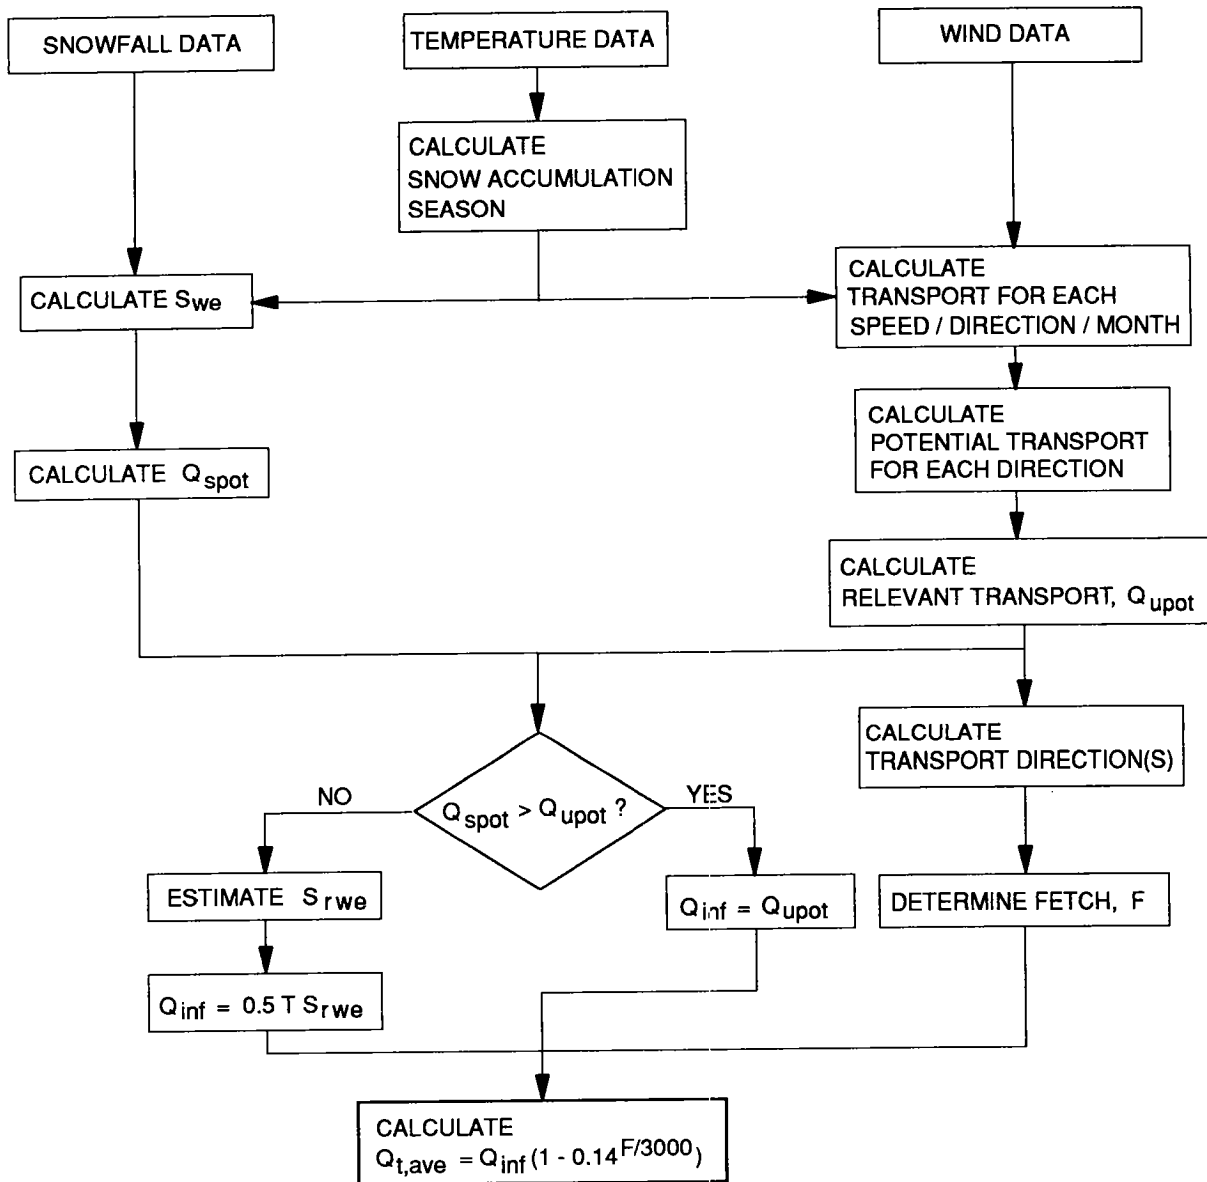 SNOWFALL DATA
TEMPERATURE DATA
WIND DATA
CALCULATE
SNOW ACCUMULATION
SEASON
CALCULATE Swe
CALCULATE
TRANSPORT FOR EACH
SPEED / DIRECTION / MONTH
CALCULATE
POTENTIAL TRANSPORT
FOR EACH DIRECTION
CALCULATE Qspot
CALCULATE
RELEVANT TRANSPORT, Qupot
CALCULATE
TRANSPORT DIRECTION(S)
NO
YES
Qspot > Qupot ?
ESTIMATE Srwe
Qinf = Qupot
DETERMINE FETCH, F
Qinf = 0.5 T Srwe
CALCULATE
Qt,ave = Qinf (1 - 0.14F/3000)